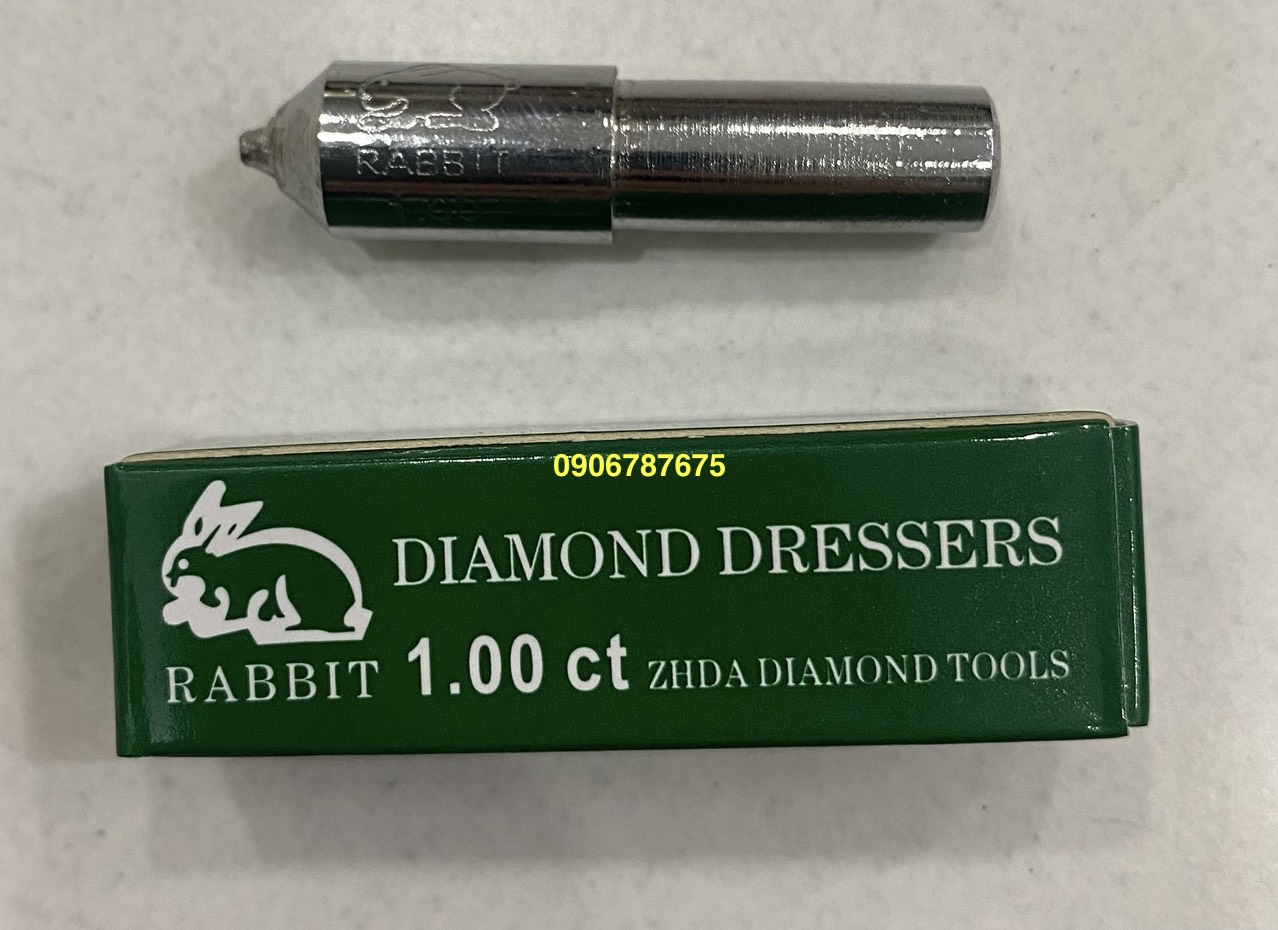 RABBIT
0906787675
DIAMOND DRESSERS
RABBIT 1.00 ct ZHDA DIAMOND TOOLS